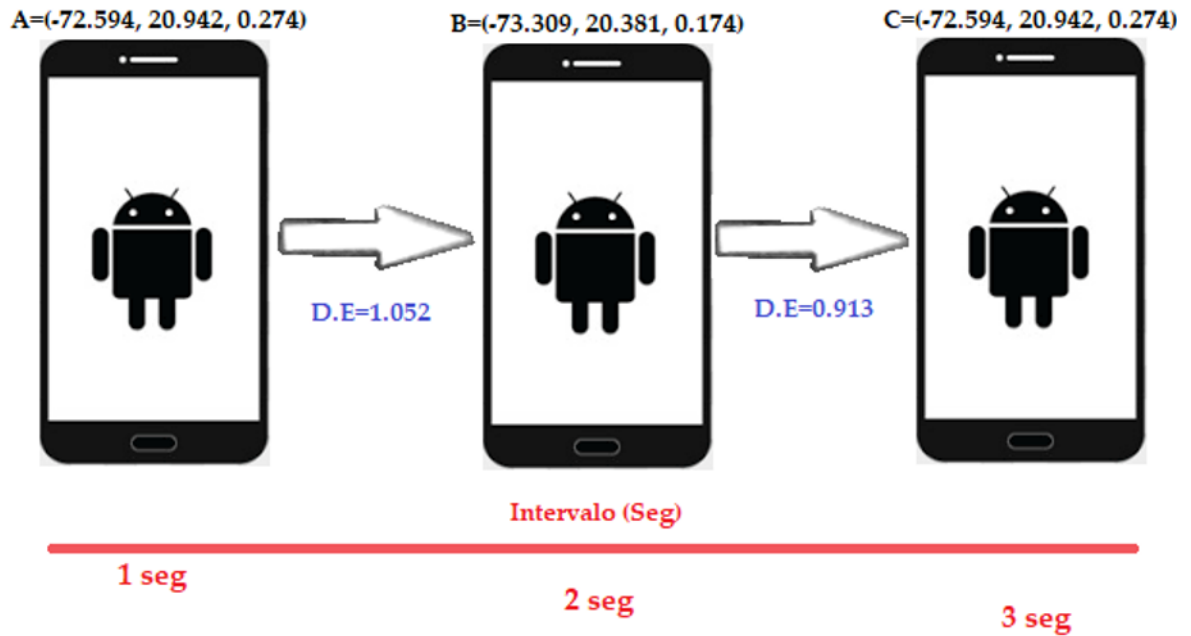 A=(-72.594, 20.942, 0.274)
B=(-73.309, 20.381, 0.174)
C=(-72.594, 20.942, 0.274)
D.E=1.052
D.E=0.913
Intervalo (Seg)
1 seg
2 seg
3 seg